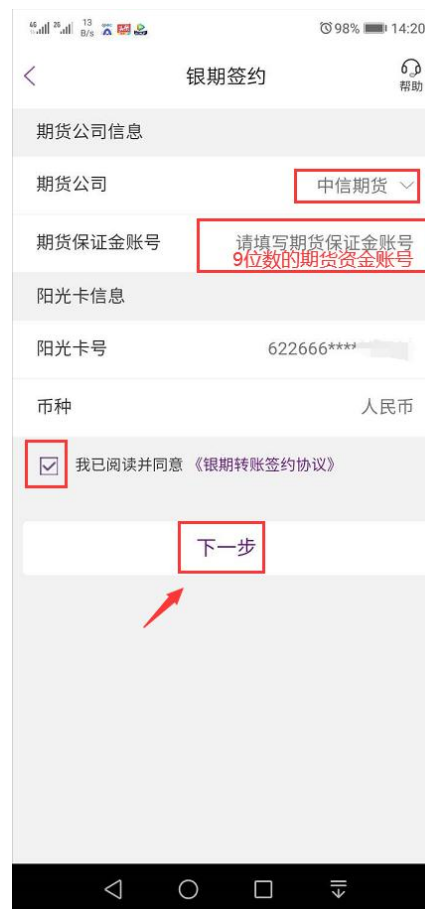 46 26 13 B/s 98% 14:20
银期签约
帮助
期货公司信息
期货公司 中信期货
期货保证金账号 请填写期货保证金账号
9位数的期货资金账号
阳光卡信息
阳光卡号 622666****
币种 人民币
我已阅读并同意《银期转账签约协议》
下一步